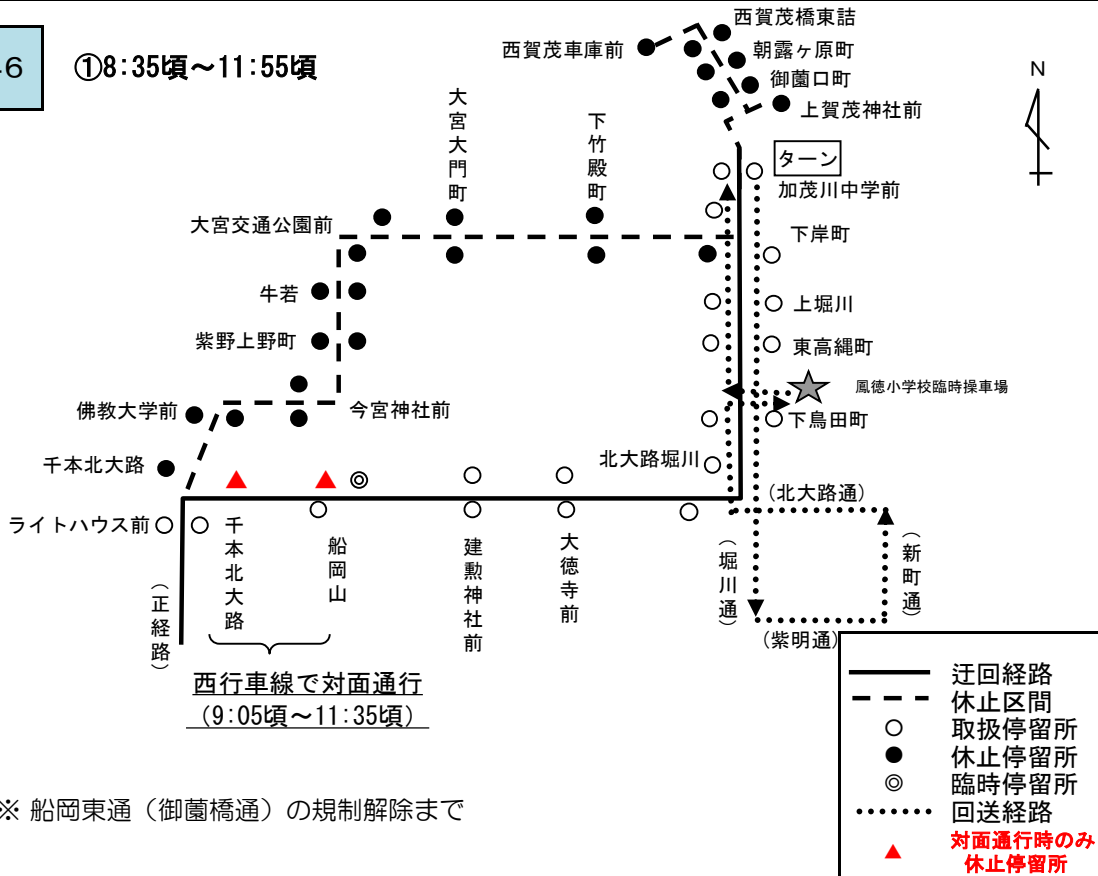 6
①8:35頃～11:55頃
西賀茂橋東詰
西賀茂車庫前
朝露ヶ原町
御薗口町
上賀茂神社前
N
大宮大門町
下竹殿町
ターン
加茂川中学前
大宮交通公園前
下岸町
牛若
上堀川
紫野上野町
東高縄町
鳳徳小学校臨時操車場
佛教大学前
今宮神社前
下鳥田町
千本北大路
北大路堀川
(北大路通)
ライトハウス前
千本北大路
船岡山
建勲神社前
大徳寺前
(堀川通)
(新町通)
(正経路)
(紫明通)
西行車線で対面通行
(9:05頃～11:35頃)
迂回経路
休止区間
取扱停留所
休止停留所
臨時停留所
回送経路
対面通行時のみ
休止停留所
※ 船岡東通（御薗橋通）の規制解除まで